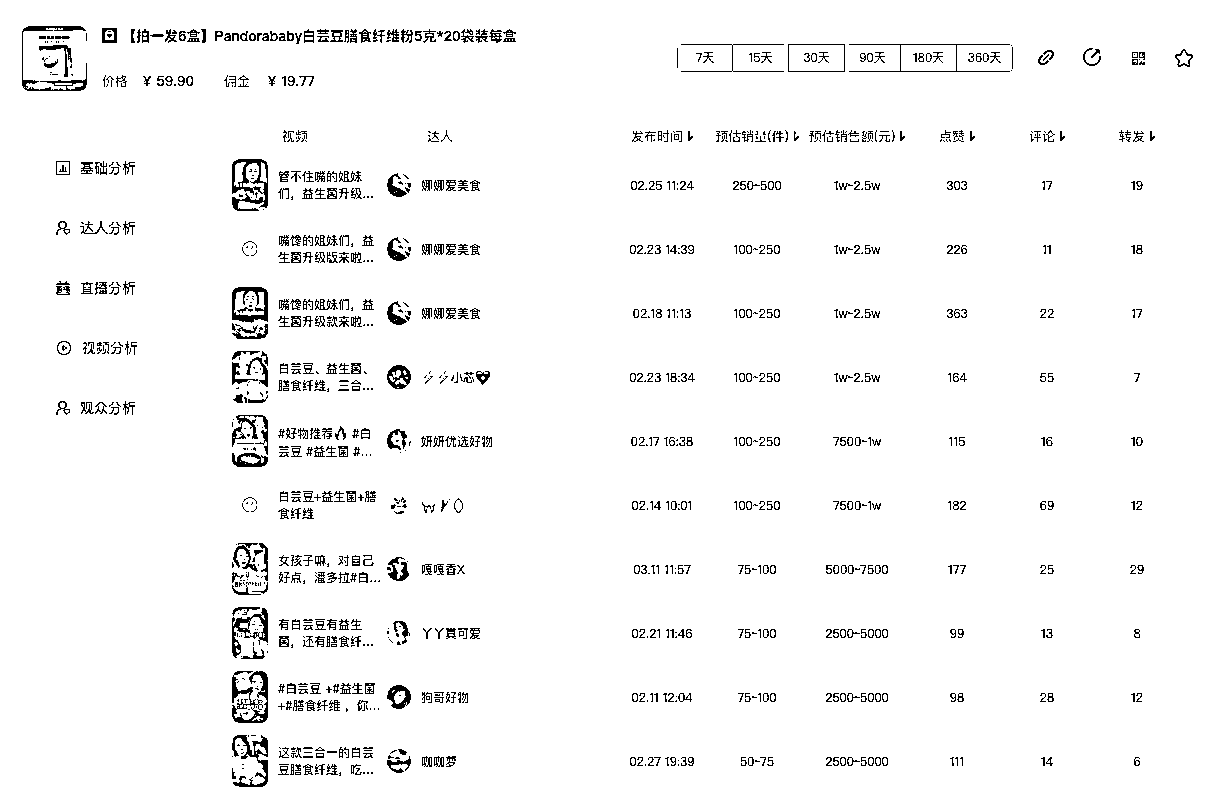 【拍一发6盒】Pandorababy白芸豆膳食纤维粉5克*20袋装每盒
价格 ¥ 59.90 佣金 ¥ 19.77
7天 15天 30天 90天 180天 360天
视频 达人 发布时间 预估销量(件) 预估销售额(元) 点赞 评论 转发
基础分析
达人分析
直播分析
视频分析
观众分析
管不住嘴的姐妹
们，益生菌升级...
娜娜爱美食 02.25 11:24 250~500 1w~2.5w 303 17 19
嘴馋的姐妹们，益
生菌升级版来啦...
娜娜爱美食 02.23 14:39 100~250 1w~2.5w 226 11 18
嘴馋的姐妹们，益
生菌升级款来啦...
娜娜爱美食 02.18 11:13 100~250 1w~2.5w 363 22 17
白芸豆、益生菌、
膳食纤维，三合...
⚡⚡小芯💖 02.23 18:34 100~250 1w~2.5w 164 55 7
#好物推荐🔥 #白
芸豆 #益生菌 #...
妍妍优选好物 02.17 16:38 100~250 7500~1w 115 16 10
白芸豆+益生菌+膳
食纤维
02.14 10:01 100~250 7500~1w 182 69 12
女孩子嘛，对自己
好点，潘多拉#白...
嘎嘎香X 03.11 11:57 75~100 5000~7500 177 25 29
有白芸豆有益生
菌，还有膳食纤...
丫丫真可爱 02.21 11:46 75~100 2500~5000 99 13 8
#白芸豆 +#益生菌
+#膳食纤维 ，你...
狗哥好物 02.11 12:04 75~100 2500~5000 98 28 12
这款三合一的白芸
豆膳食纤维，吃...
咖咖梦 02.27 19:39 50~75 2500~5000 111 14 6